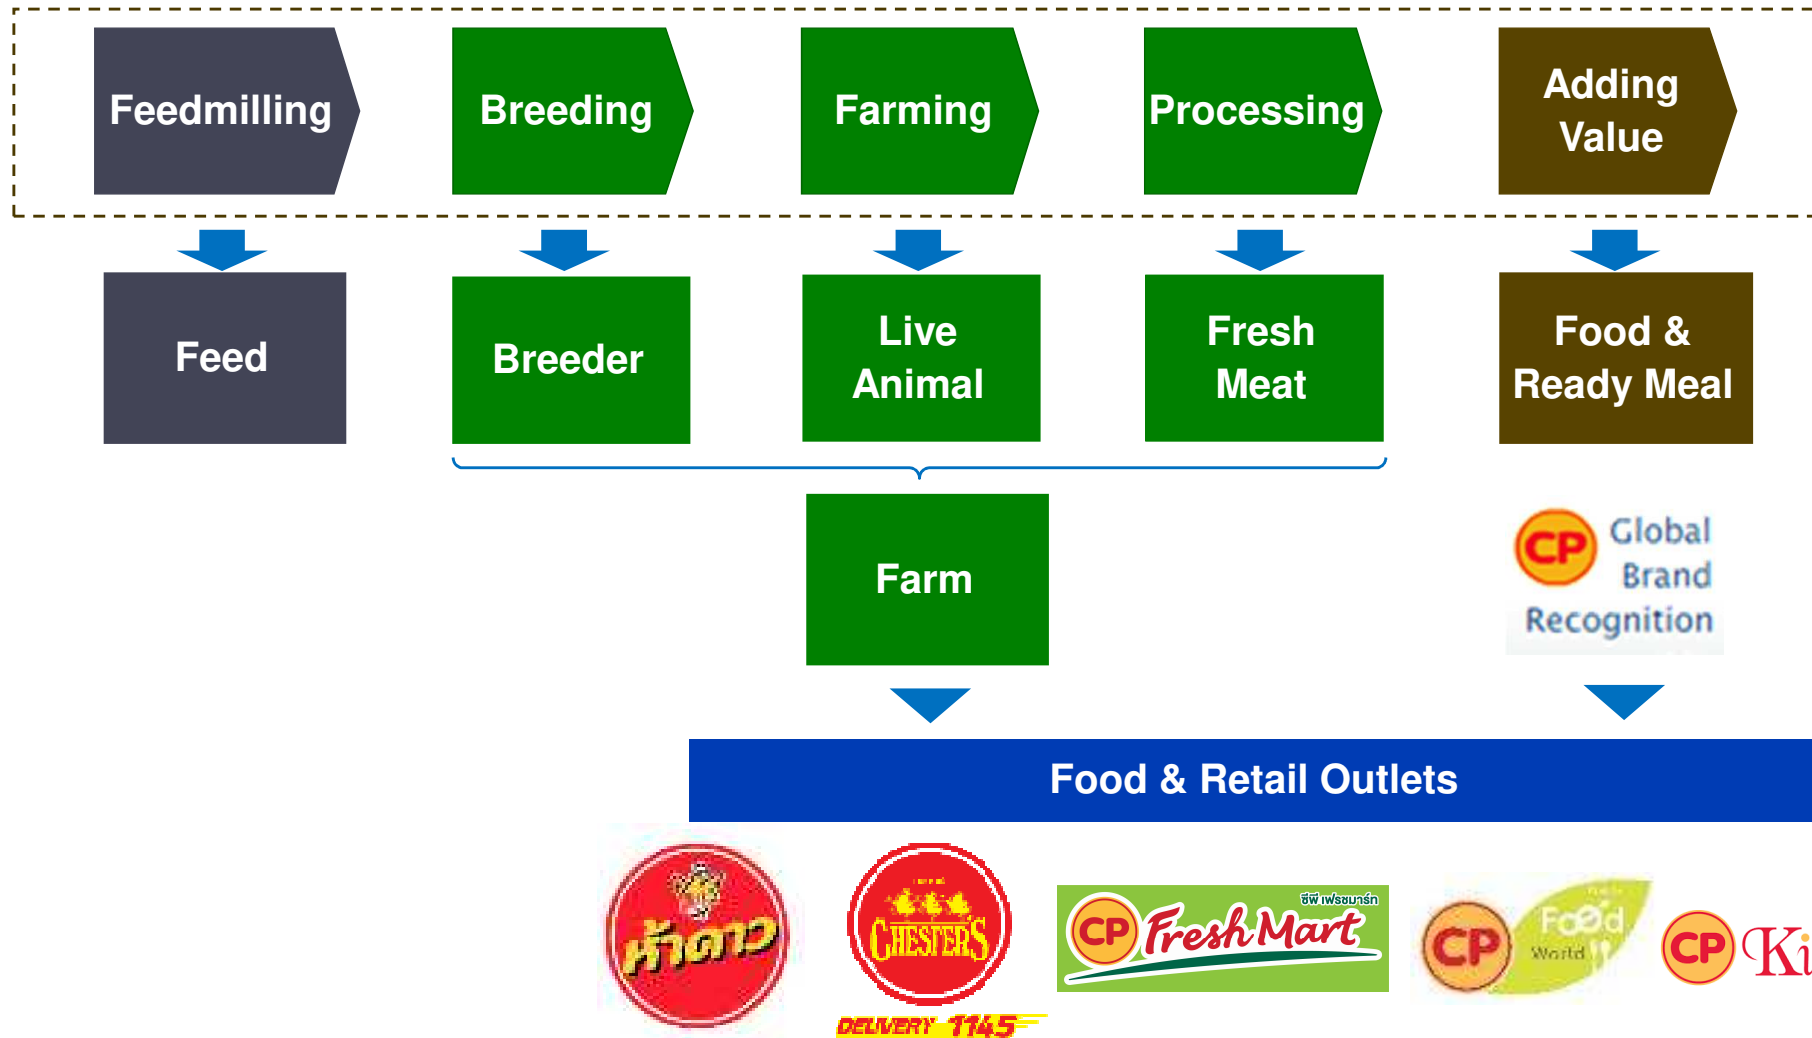 Feedmilling
Breeding
Farming
Processing
Adding
Value
Feed
Breeder
Live
Animal
Fresh
Meat
Food &
Ready Meal
Farm
CP Global
Brand
Recognition
Food & Retail Outlets
ห้าดาว
CHESTER'S
DELIVERY 1145
ซีพี เฟรชมาร์ท
CP Fresh Mart
CP
Food
World
CP Ki